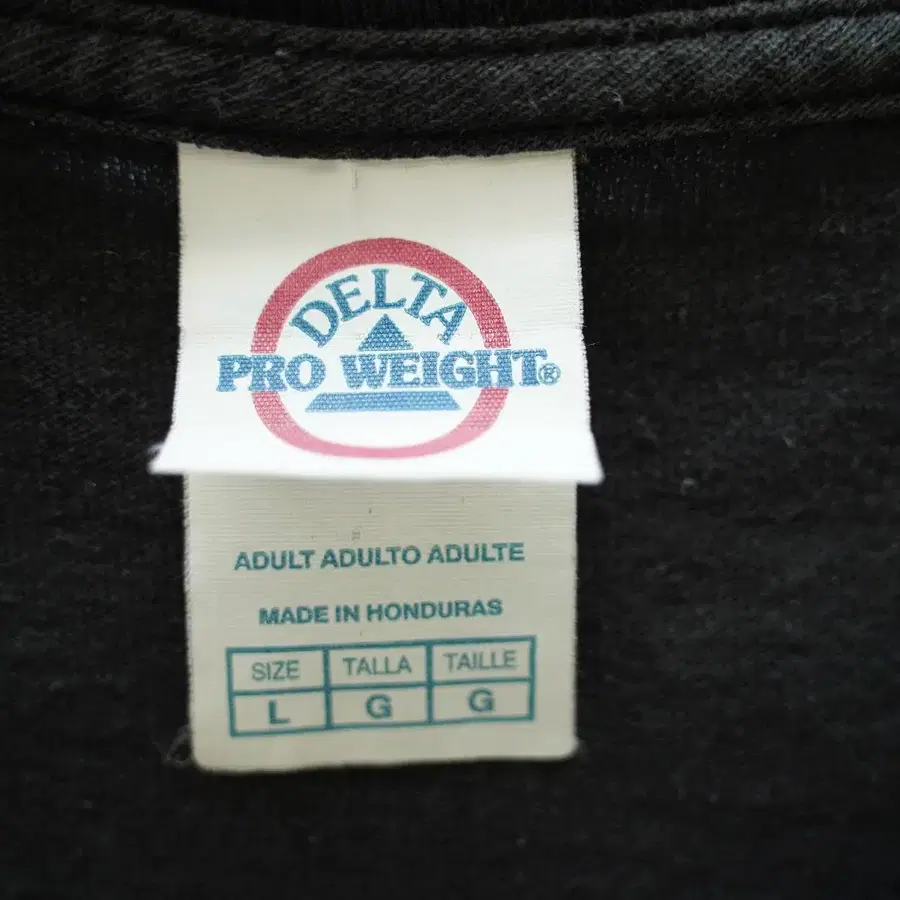 DELTA
PRO WEIGHT®
ADULT ADULTO ADULTE
MADE IN HONDURAS
SIZE TALLA TAILLE
L G G